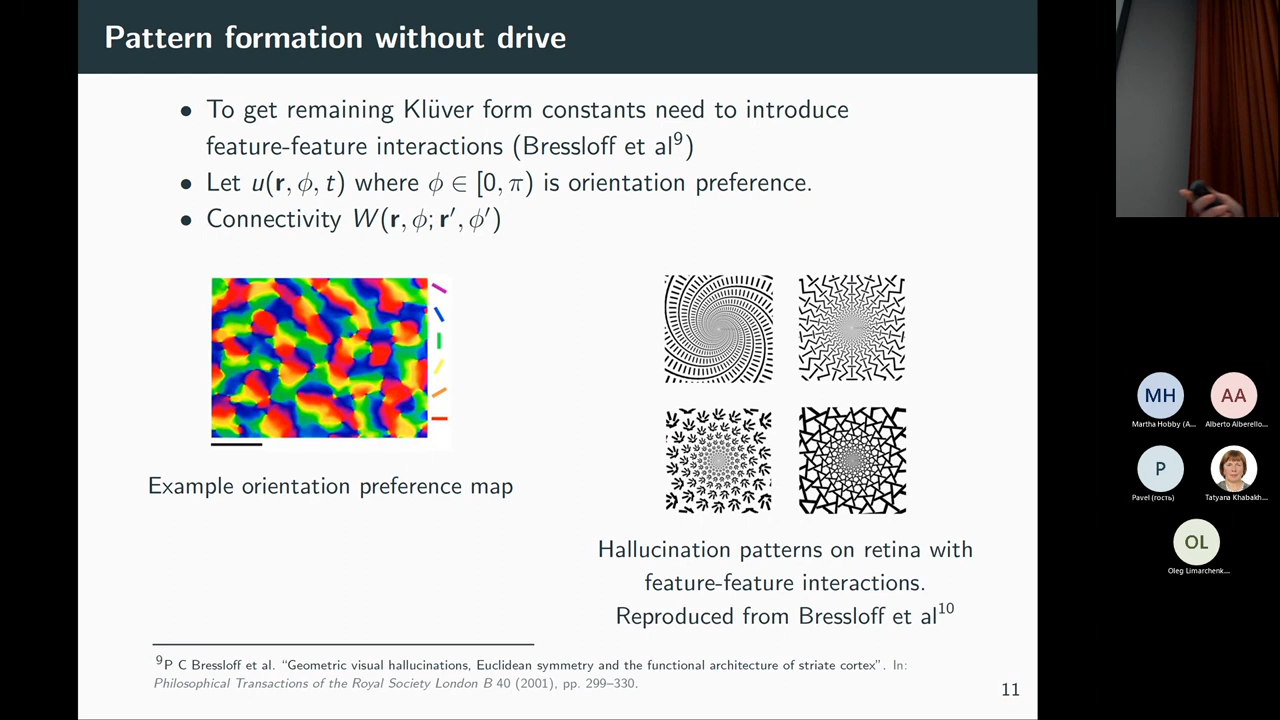 Pattern formation without drive
• To get remaining Klüver form constants need to introduce
feature-feature interactions (Bressloff et al⁹)
• Let u(r, ϕ, t) where ϕ ∈ [0, π) is orientation preference.
• Connectivity W(r, ϕ; r′, ϕ′)
Example orientation preference map
Hallucination patterns on retina with
feature-feature interactions.
Reproduced from Bressloff et al¹⁰
⁹P C Bressloff et al. “Geometric visual hallucinations, Euclidean symmetry and the functional architecture of striate cortex”. In:
Philosophical Transactions of the Royal Society London B 40 (2001), pp. 299–330.
11
MH
Martha Hobby (A...
AA
Alberto Alberello...
P
Pavel (гость)
Tatyana Khabakh...
OL
Oleg Limarchenk...